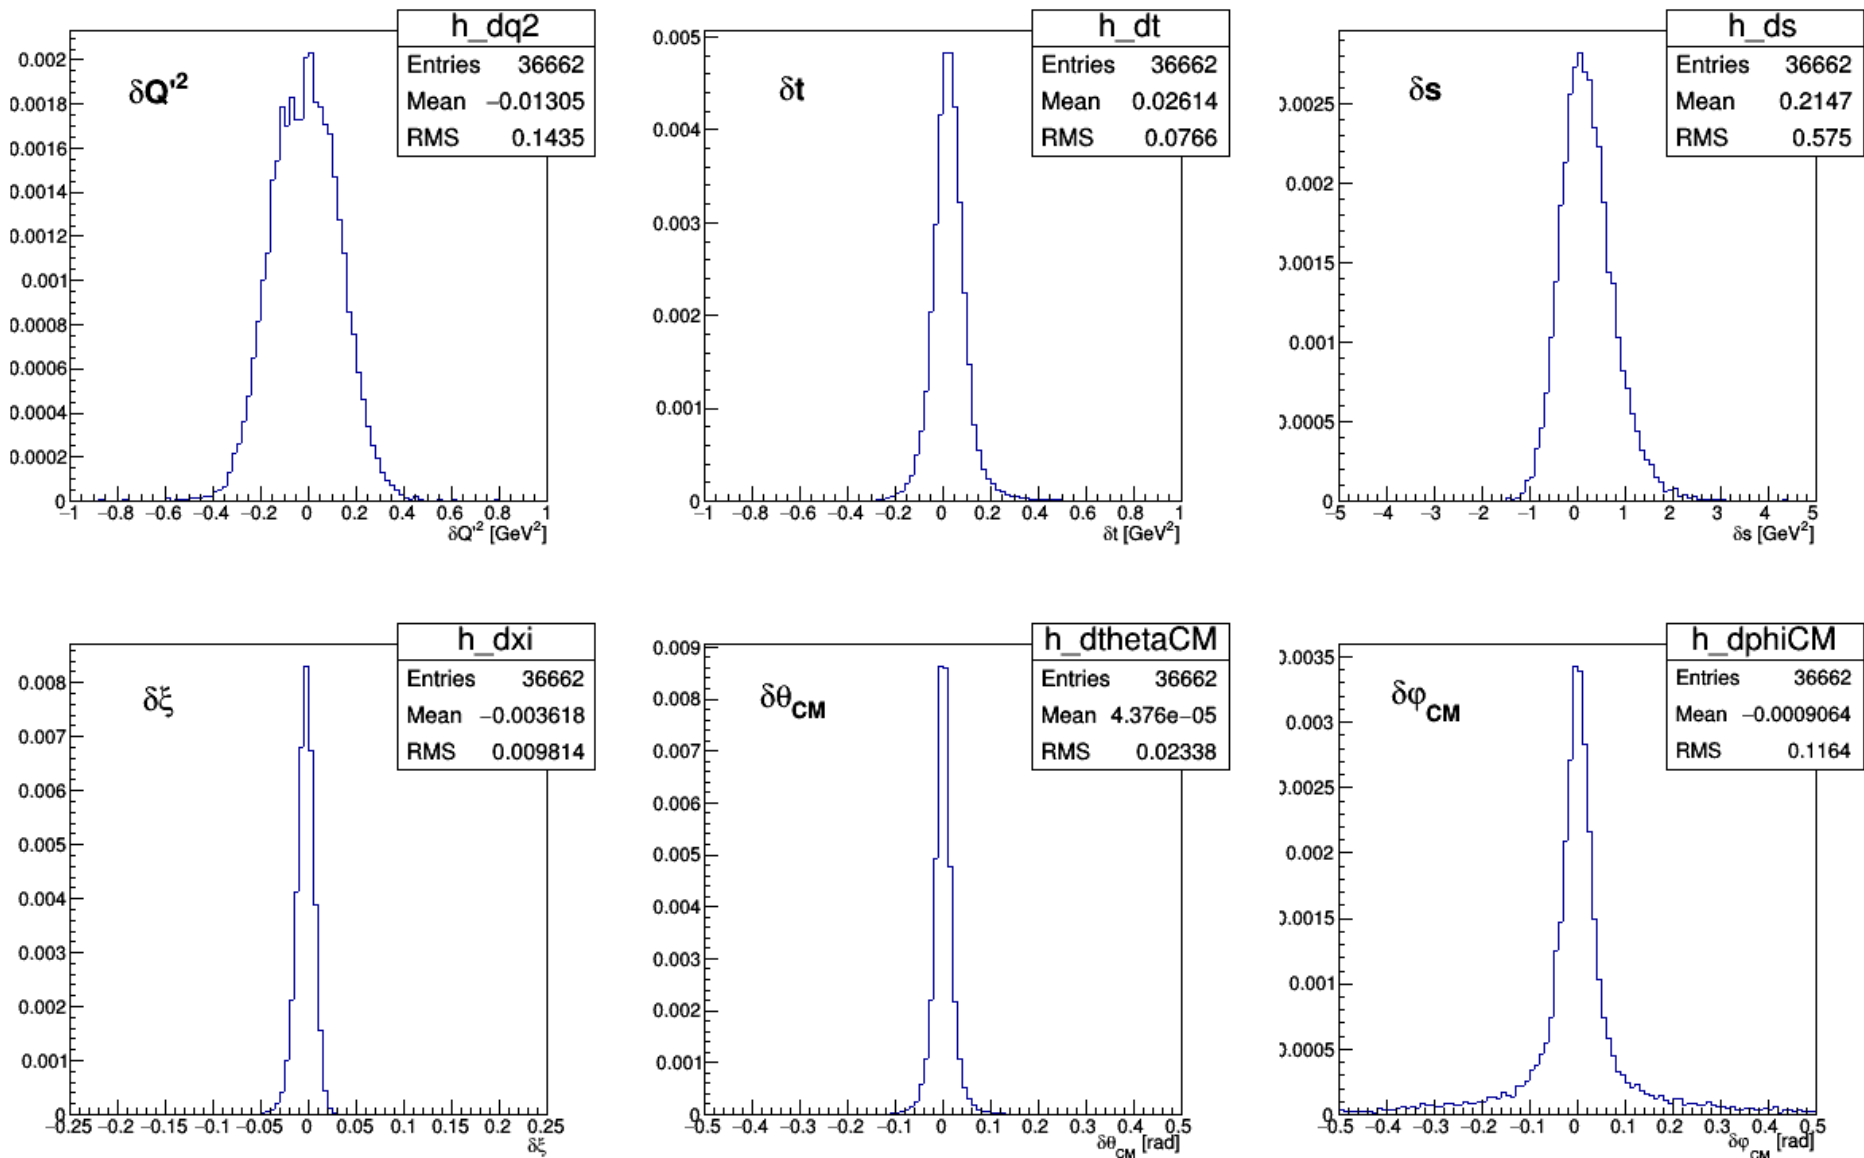 h_dq2
Entries 36662
Mean −0.01305
RMS 0.1435
δQ'²
0.002
0.0018
0.0016
0.0014
0.0012
0.001
0.0008
0.0006
0.0004
0.0002
0
−1 −0.8 −0.6 −0.4 −0.2 0 0.2 0.4 0.6 0.8 1
δQ'² [GeV²]
h_dt
Entries 36662
Mean 0.02614
RMS 0.0766
δt
0.005
0.004
0.003
0.002
0.001
0
−1 −0.8 −0.6 −0.4 −0.2 0 0.2 0.4 0.6 0.8 1
δt [GeV²]
h_ds
Entries 36662
Mean 0.2147
RMS 0.575
δs
0.0025
0.002
0.0015
0.001
0.0005
0
−5 −4 −3 −2 −1 0 1 2 3 4 5
δs [GeV²]
h_dxi
Entries 36662
Mean −0.003618
RMS 0.009814
δξ
0.008
0.007
0.006
0.005
0.004
0.003
0.002
0.001
0
−0.25 −0.2 −0.15 −0.1 −0.05 0 0.05 0.1 0.15 0.2 0.25
δξ
h_dthetaCM
Entries 36662
Mean 4.376e−05
RMS 0.02338
δθCM
0.009
0.008
0.007
0.006
0.005
0.004
0.003
0.002
0.001
0
−0.5 −0.4 −0.3 −0.2 −0.1 0 0.1 0.2 0.3 0.4 0.5
δθCM [rad]
h_dphiCM
Entries 36662
Mean −0.0009064
RMS 0.1164
δφCM
0.0035
0.003
0.0025
0.002
0.0015
0.001
0.0005
0
−0.5 −0.4 −0.3 −0.2 −0.1 0 0.1 0.2 0.3 0.4 0.5
δφCM [rad]